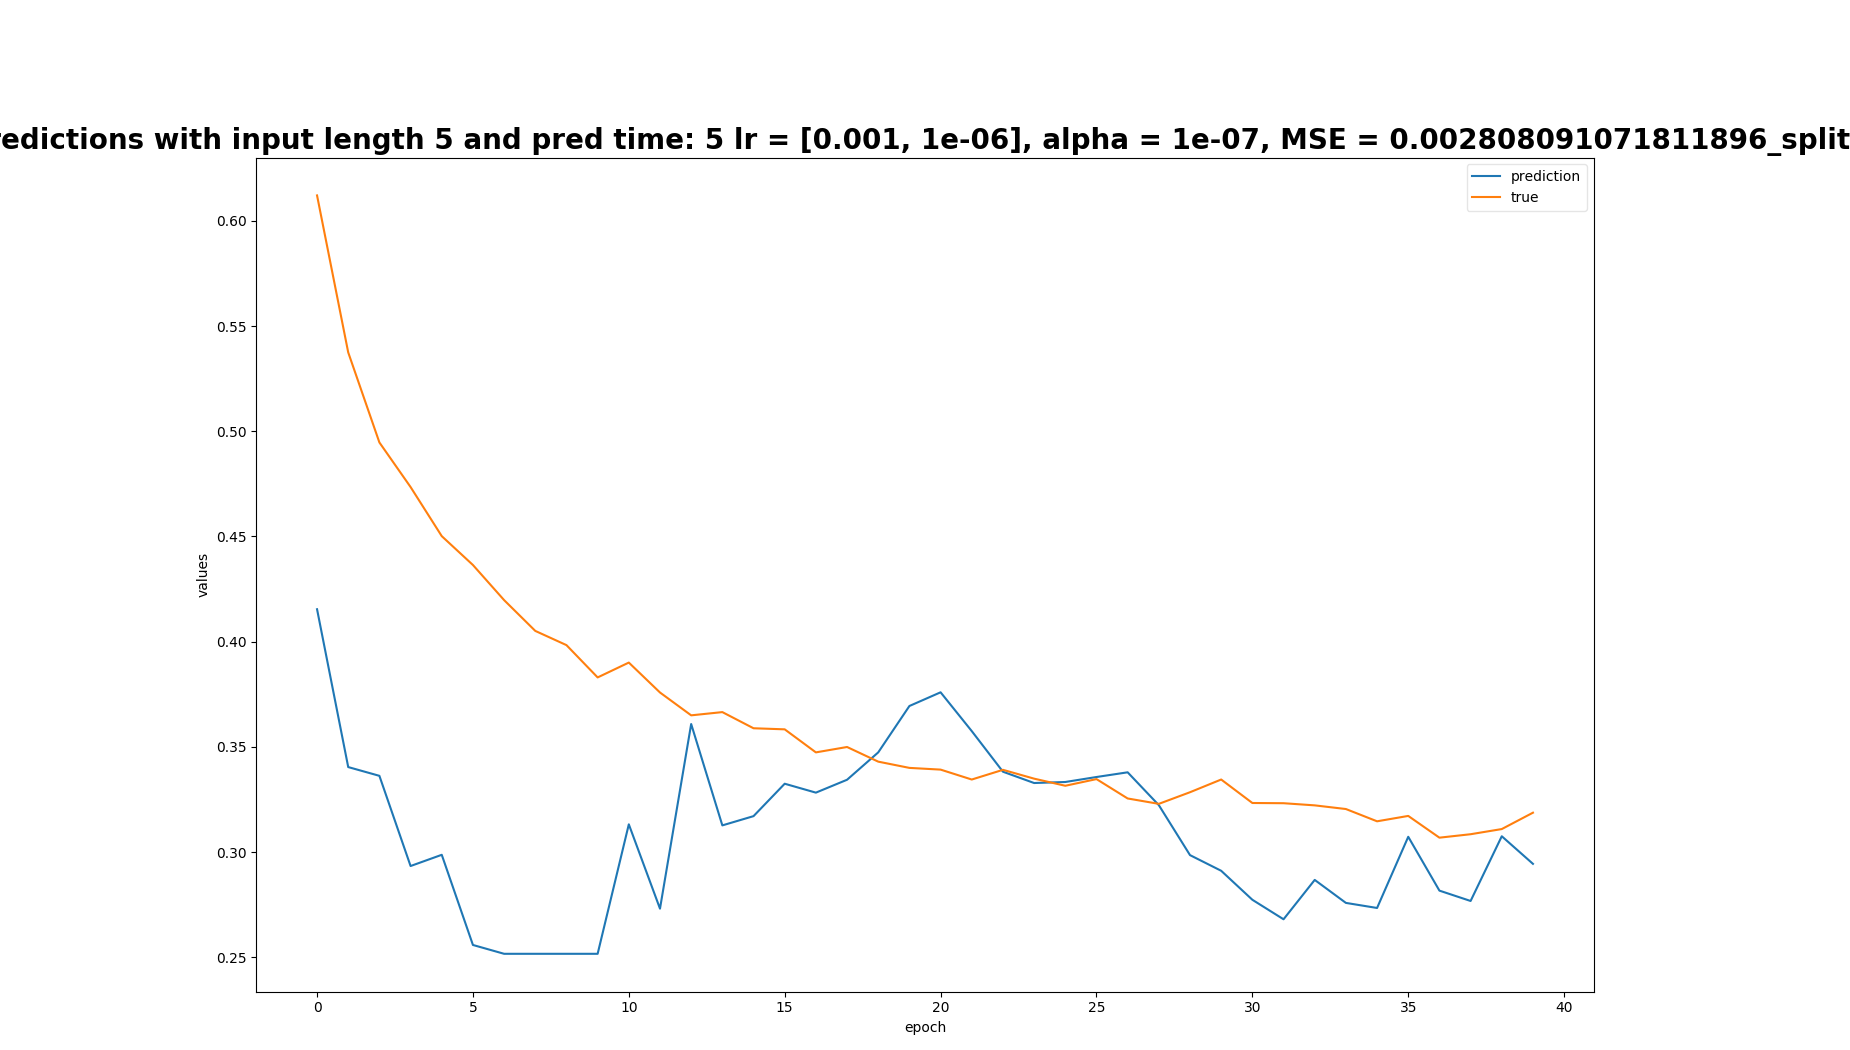 redictions with input length 5 and pred time: 5 lr = [0.001, 1e-06], alpha = 1e-07, MSE = 0.002808091071811896_split
prediction
true
0.60
0.55
0.50
0.45
0.40
0.35
0.30
0.25
values
0 5 10 15 20 25 30 35 40
epoch